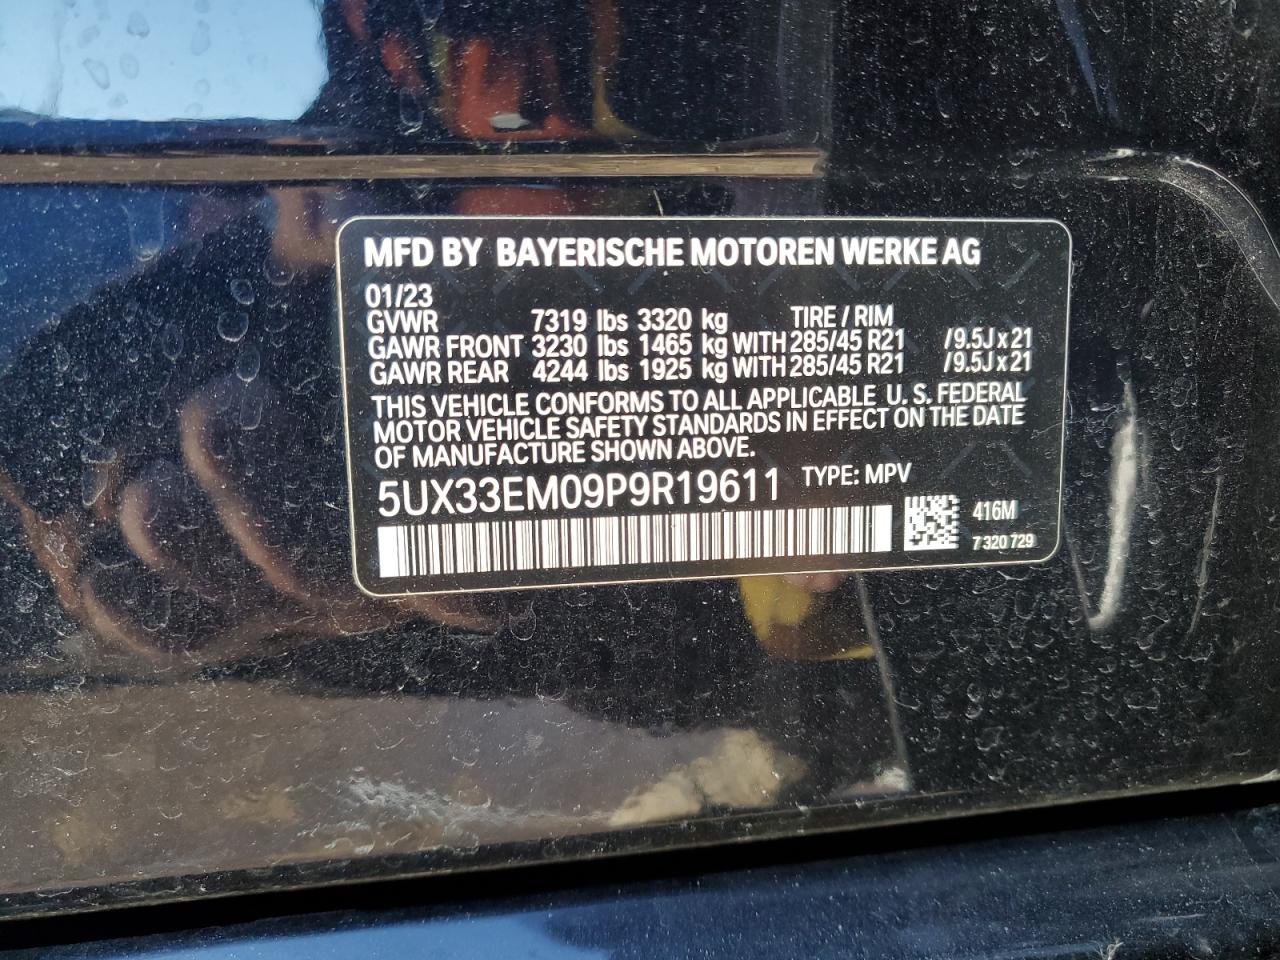 MFD BY BAYERISCHE MOTOREN WERKE AG
01/23
GVWR 7319 lbs 3320 kg TIRE / RIM
GAWR FRONT 3230 lbs 1465 kg WITH 285/45 R21 /9.5J x 21
GAWR REAR 4244 lbs 1925 kg WITH 285/45 R21 /9.5J x 21
THIS VEHICLE CONFORMS TO ALL APPLICABLE U.S. FEDERAL
MOTOR VEHICLE SAFETY STANDARDS IN EFFECT ON THE DATE
OF MANUFACTURE SHOWN ABOVE.
5UX33EM09P9R19611 TYPE: MPV
416M
7 320 729